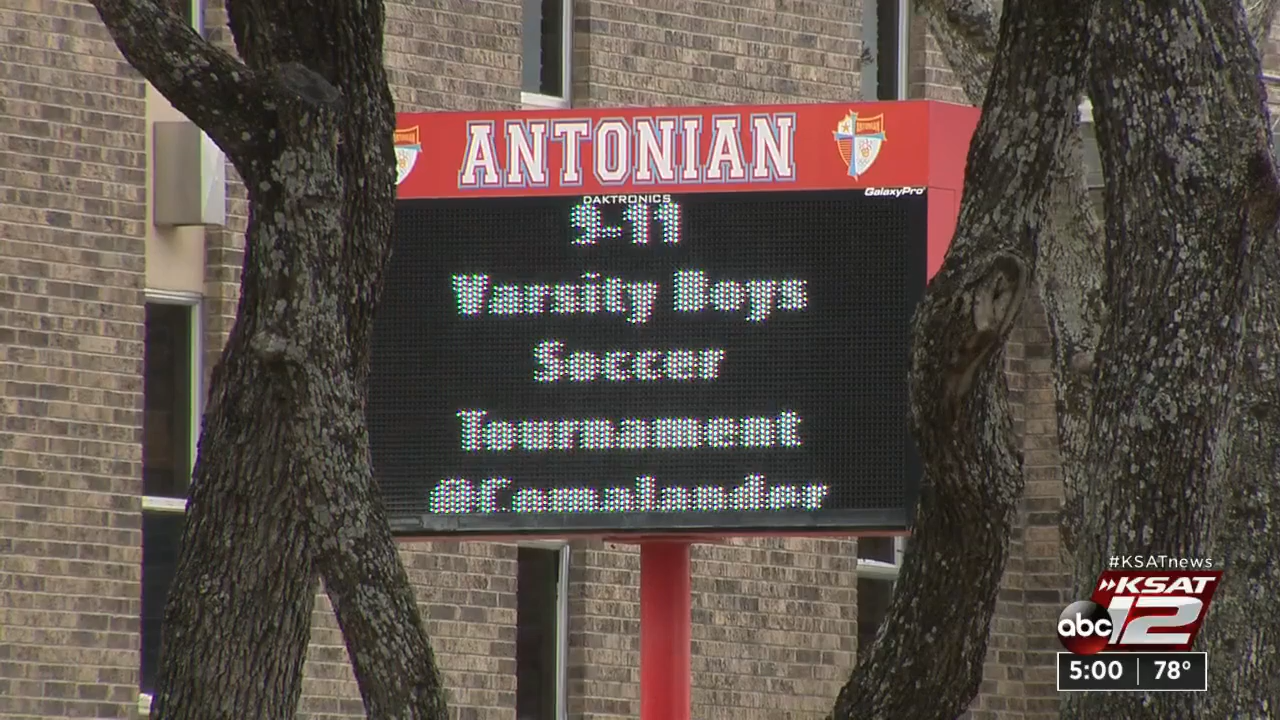 ANTONIAN
GalaxyPro
DAKTRONICS
9-11
Varsity Boys
Soccer
Tournament
@Comalander
#KSATnews
KSAT
abc 12
5:00 78°